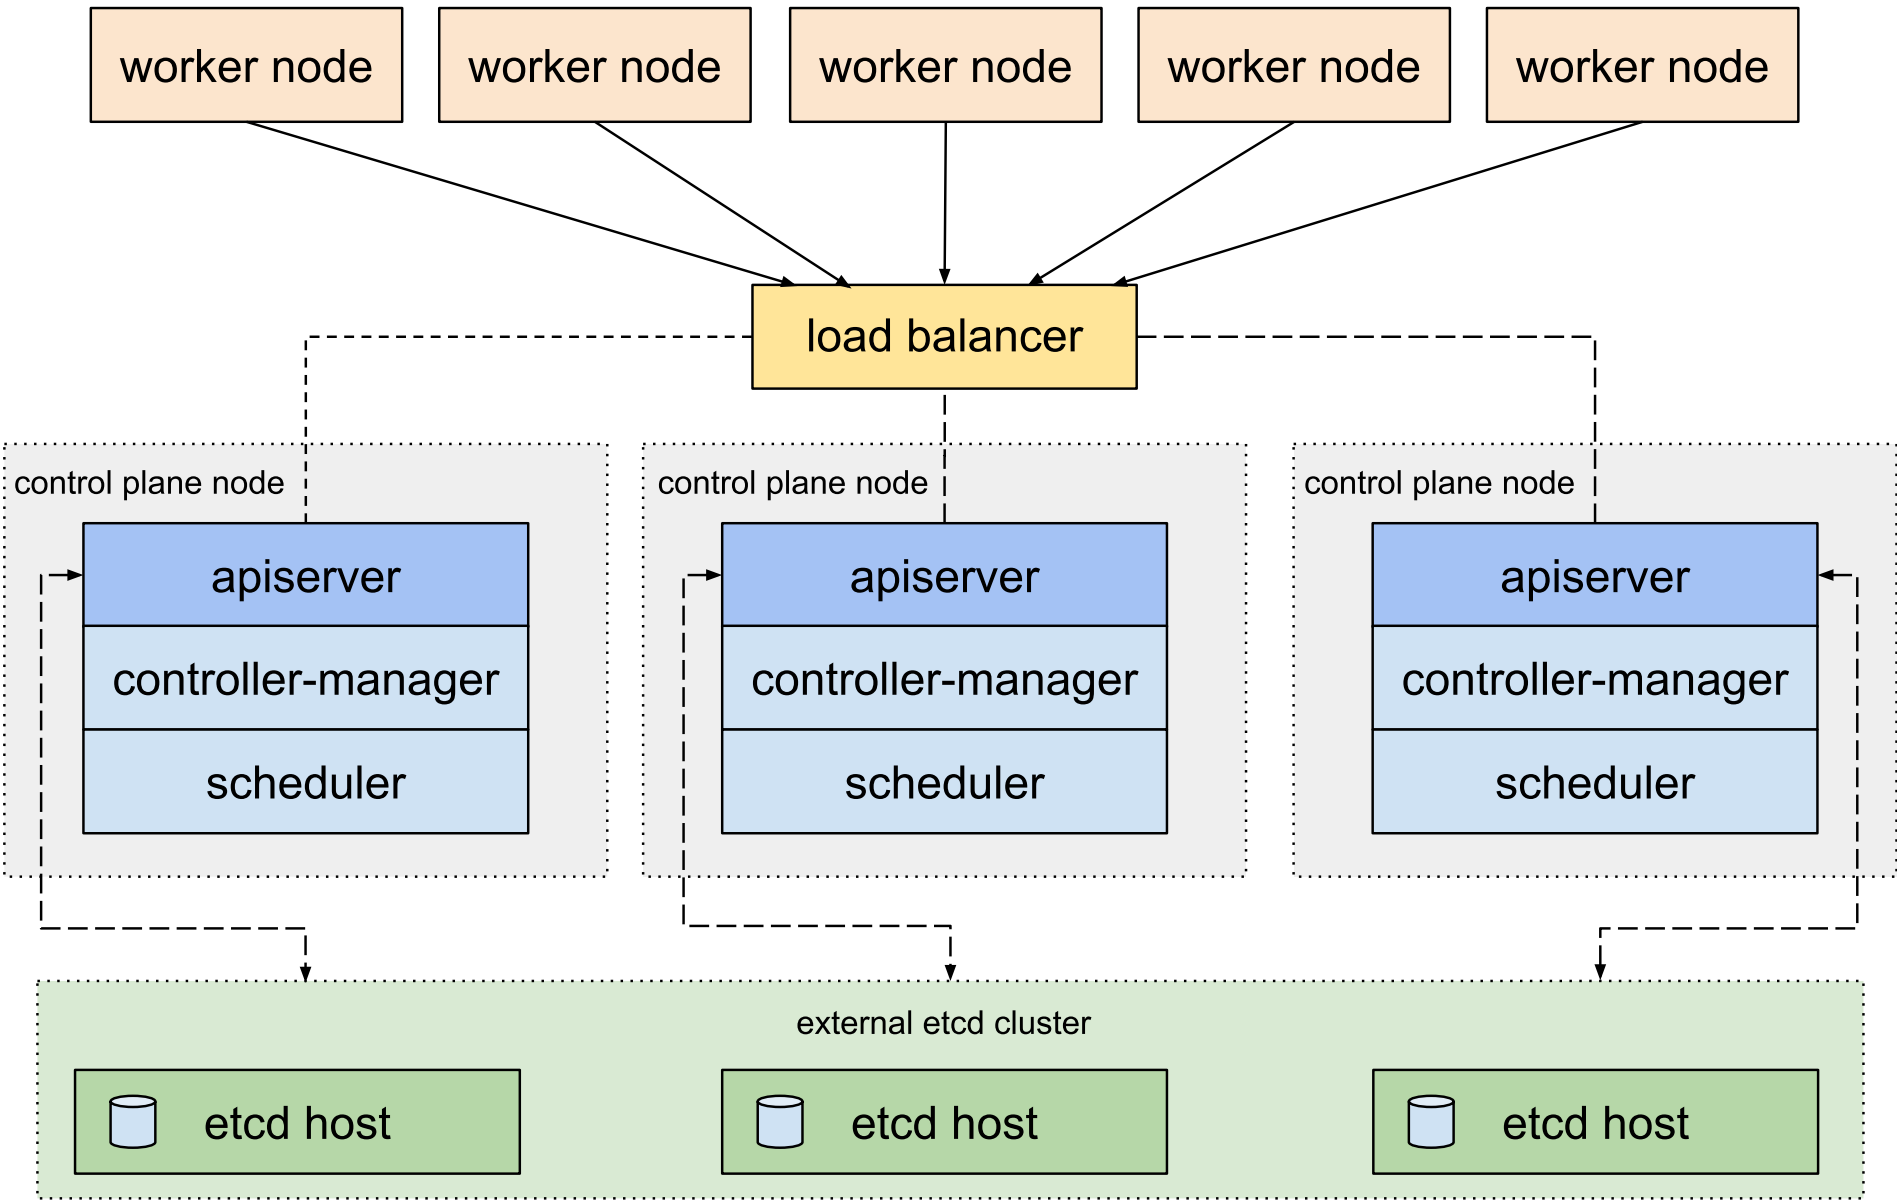 worker node
worker node
worker node
worker node
worker node
load balancer
control plane node
apiserver
controller-manager
scheduler
control plane node
apiserver
controller-manager
scheduler
control plane node
apiserver
controller-manager
scheduler
external etcd cluster
etcd host
etcd host
etcd host